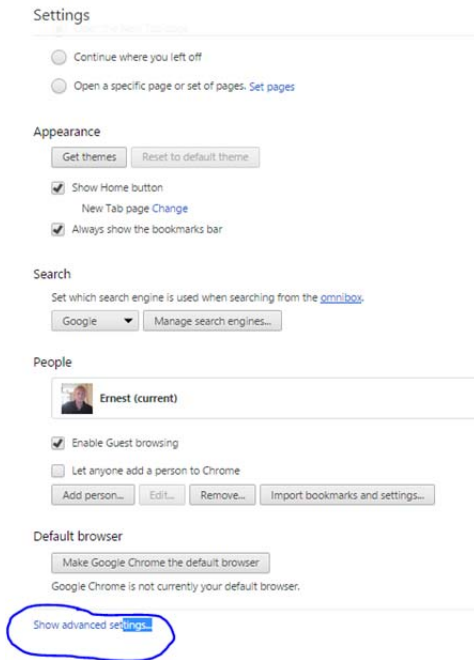 Settings
Continue where you left off
Open a specific page or set of pages. Set pages
Appearance
Get themes Reset to default theme
Show Home button
New Tab page Change
Always show the bookmarks bar
Search
Set which search engine is used when searching from the omnibox.
Google Manage search engines...
People
Ernest (current)
Enable Guest browsing
Let anyone add a person to Chrome
Add person... Edit... Remove... Import bookmarks and settings...
Default browser
Make Google Chrome the default browser
Google Chrome is not currently your default browser.
Show advanced settings...